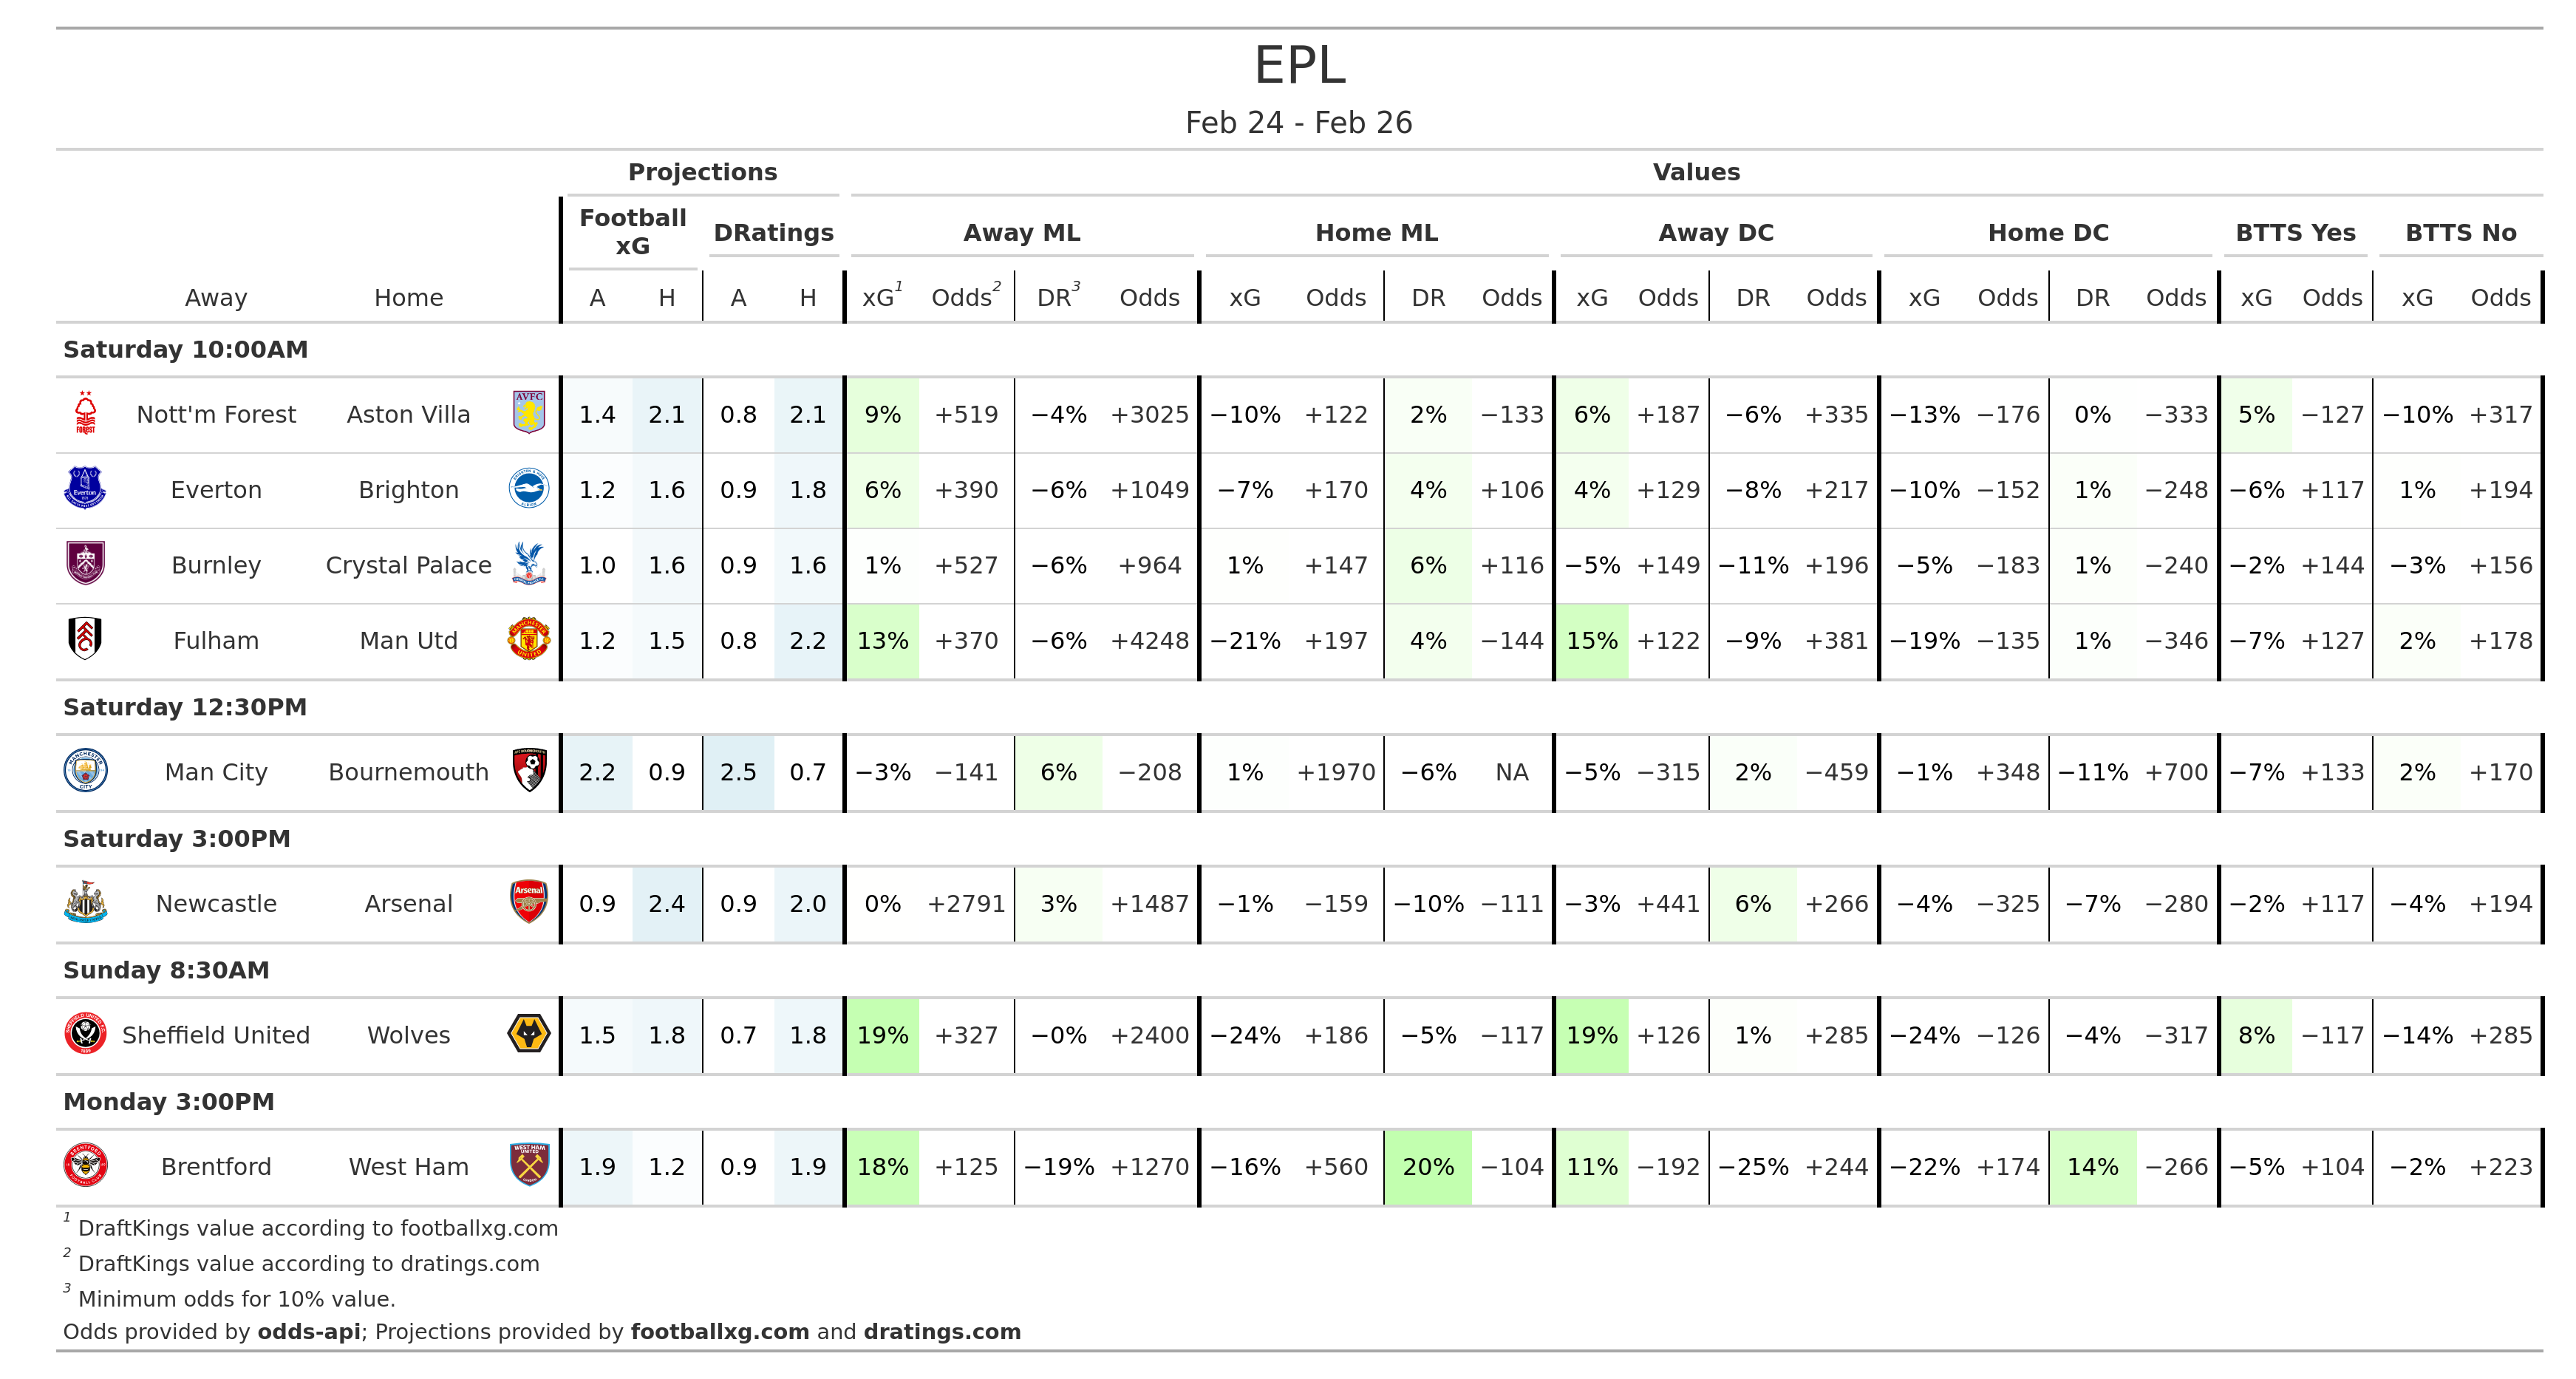 EPL
Feb 24 - Feb 26
Projections Values
Football xG DRatings Away ML Home ML Away DC Home DC BTTS Yes BTTS No
Away Home A H A H xG1 Odds2 DR3 Odds xG Odds DR Odds xG Odds DR Odds xG Odds DR Odds xG Odds xG Odds
Saturday 10:00AM
FOREST Nott'm Forest Aston Villa AVFC 1.4 2.1 0.8 2.1 9% +519 −4% +3025 −10% +122 2% −133 6% +187 −6% +335 −13% −176 0% −333 5% −127 −10% +317
Everton Everton Brighton 1.2 1.6 0.9 1.8 6% +390 −6% +1049 −7% +170 4% +106 4% +129 −8% +217 −10% −152 1% −248 −6% +117 1% +194
Burnley Crystal Palace 1.0 1.6 0.9 1.6 1% +527 −6% +964 1% +147 6% +116 −5% +149 −11% +196 −5% −183 1% −240 −2% +144 −3% +156
Fulham Man Utd MANCHESTER UNITED 1.2 1.5 0.8 2.2 13% +370 −6% +4248 −21% +197 4% −144 15% +122 −9% +381 −19% −135 1% −346 −7% +127 2% +178
Saturday 12:30PM
MANCHESTER CITY Man City Bournemouth 2.2 0.9 2.5 0.7 −3% −141 6% −208 1% +1970 −6% NA −5% −315 2% −459 −1% +348 −11% +700 −7% +133 2% +170
Saturday 3:00PM
Newcastle Arsenal Arsenal 0.9 2.4 0.9 2.0 0% +2791 3% +1487 −1% −159 −10% −111 −3% +441 6% +266 −4% −325 −7% −280 −2% +117 −4% +194
Sunday 8:30AM
Sheffield United Wolves 1.5 1.8 0.7 1.8 19% +327 −0% +2400 −24% +186 −5% −117 19% +126 1% +285 −24% −126 −4% −317 8% −117 −14% +285
Monday 3:00PM
Brentford West Ham WEST HAM UNITED 1.9 1.2 0.9 1.9 18% +125 −19% +1270 −16% +560 20% −104 11% −192 −25% +244 −22% +174 14% −266 −5% +104 −2% +223
1 DraftKings value according to footballxg.com
2 DraftKings value according to dratings.com
3 Minimum odds for 10% value.
Odds provided by odds-api; Projections provided by footballxg.com and dratings.com